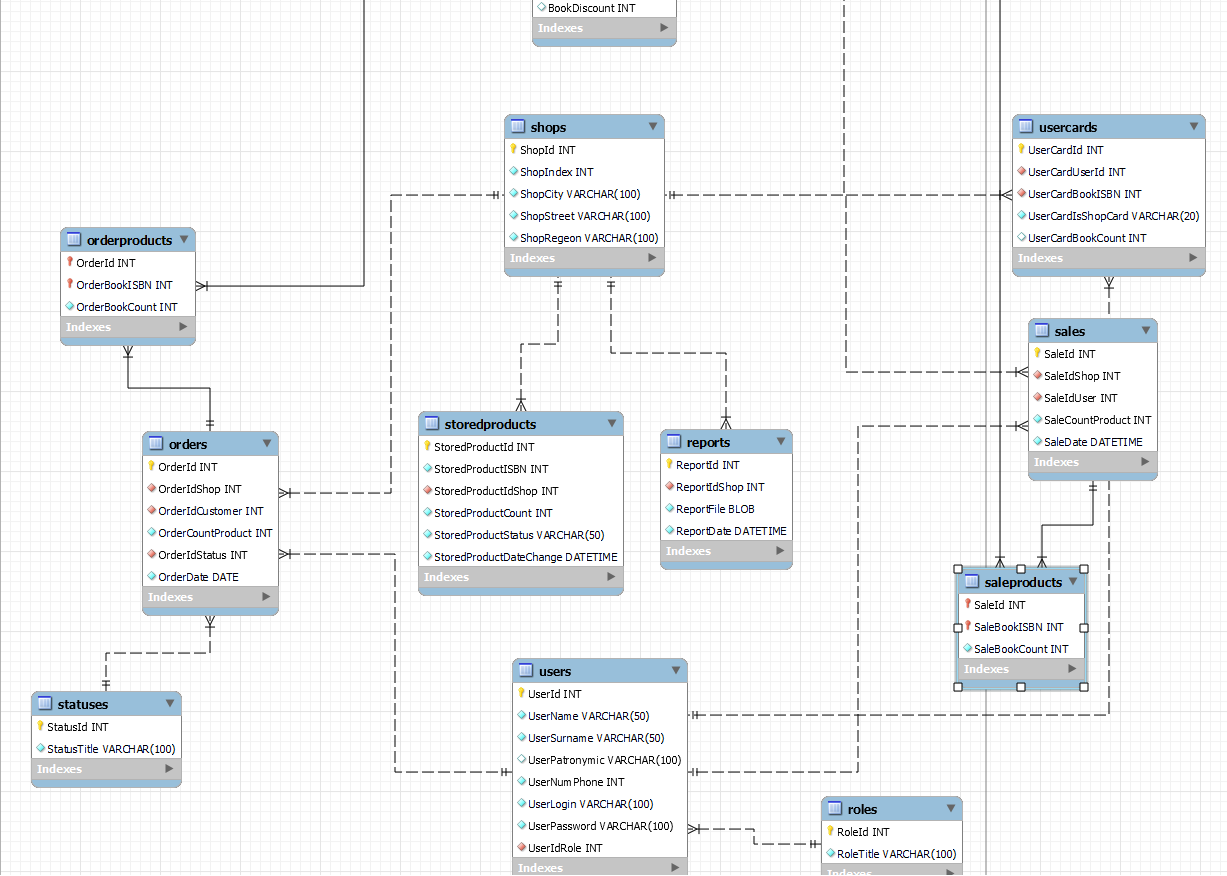 BookDiscount INT
Indexes
shops
ShopId INT
ShopIndex INT
ShopCity VARCHAR(100)
ShopStreet VARCHAR(100)
ShopRegeon VARCHAR(100)
Indexes
usercards
UserCardId INT
UserCardUserId INT
UserCardBookISBN INT
UserCardIsShopCard VARCHAR(20)
UserCardBookCount INT
Indexes
orderproducts
OrderId INT
OrderBookISBN INT
OrderBookCount INT
Indexes
sales
SaleId INT
SaleIdShop INT
SaleIdUser INT
SaleCountProduct INT
SaleDate DATETIME
Indexes
orders
OrderId INT
OrderIdShop INT
OrderIdCustomer INT
OrderCountProduct INT
OrderIdStatus INT
OrderDate DATE
Indexes
storedproducts
StoredProductId INT
StoredProductISBN INT
StoredProductIdShop INT
StoredProductCount INT
StoredProductStatus VARCHAR(50)
StoredProductDateChange DATETIME
Indexes
reports
ReportId INT
ReportIdShop INT
ReportFile BLOB
ReportDate DATETIME
Indexes
saleproducts
SaleId INT
SaleBookISBN INT
SaleBookCount INT
Indexes
statuses
StatusId INT
StatusTitle VARCHAR(100)
Indexes
users
UserId INT
UserName VARCHAR(50)
UserSurname VARCHAR(50)
UserPatronymic VARCHAR(100)
UserNumPhone INT
UserLogin VARCHAR(100)
UserPassword VARCHAR(100)
UserIdRole INT
Indexes
roles
RoleId INT
RoleTitle VARCHAR(100)
Indexes